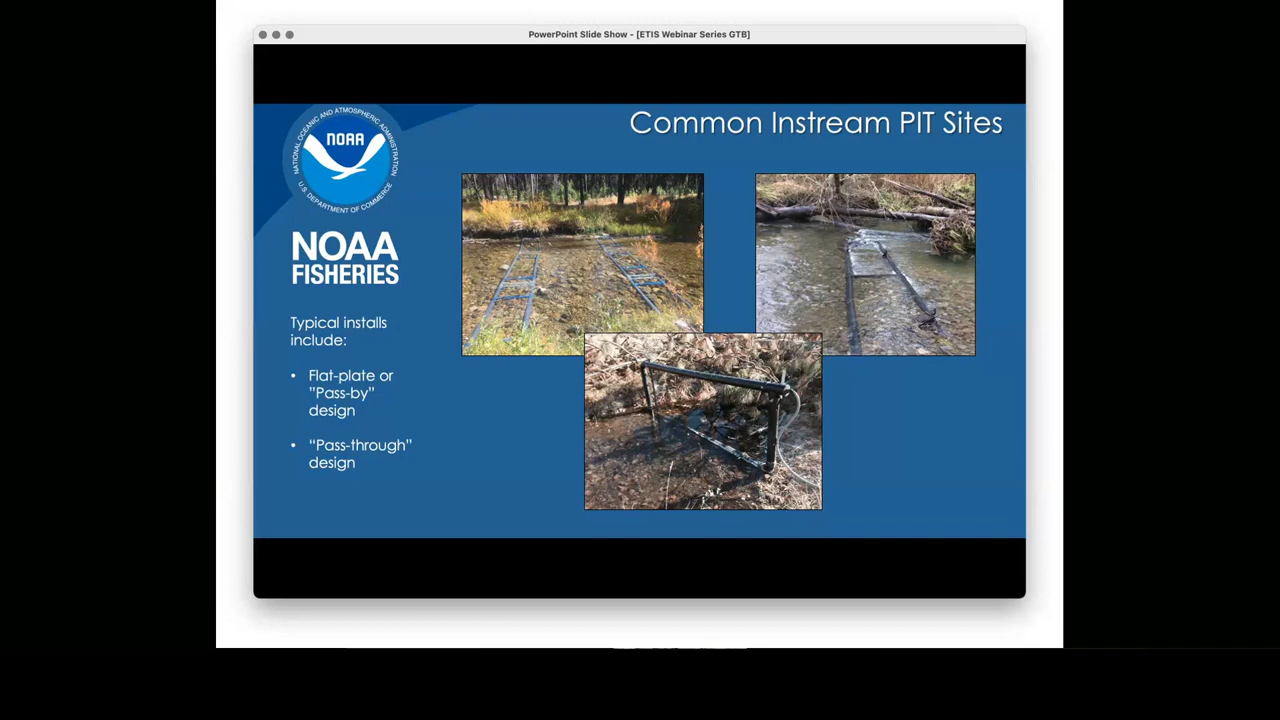 PowerPoint Slide Show - [ETIS Webinar Series GTB]
Common Instream PIT Sites
NATIONAL OCEANIC AND ATMOSPHERIC ADMINISTRATION
NOAA
U.S. DEPARTMENT OF COMMERCE
NOAA
FISHERIES
Typical installs
include:
• Flat-plate or
”Pass-by”
design
• “Pass-through”
design